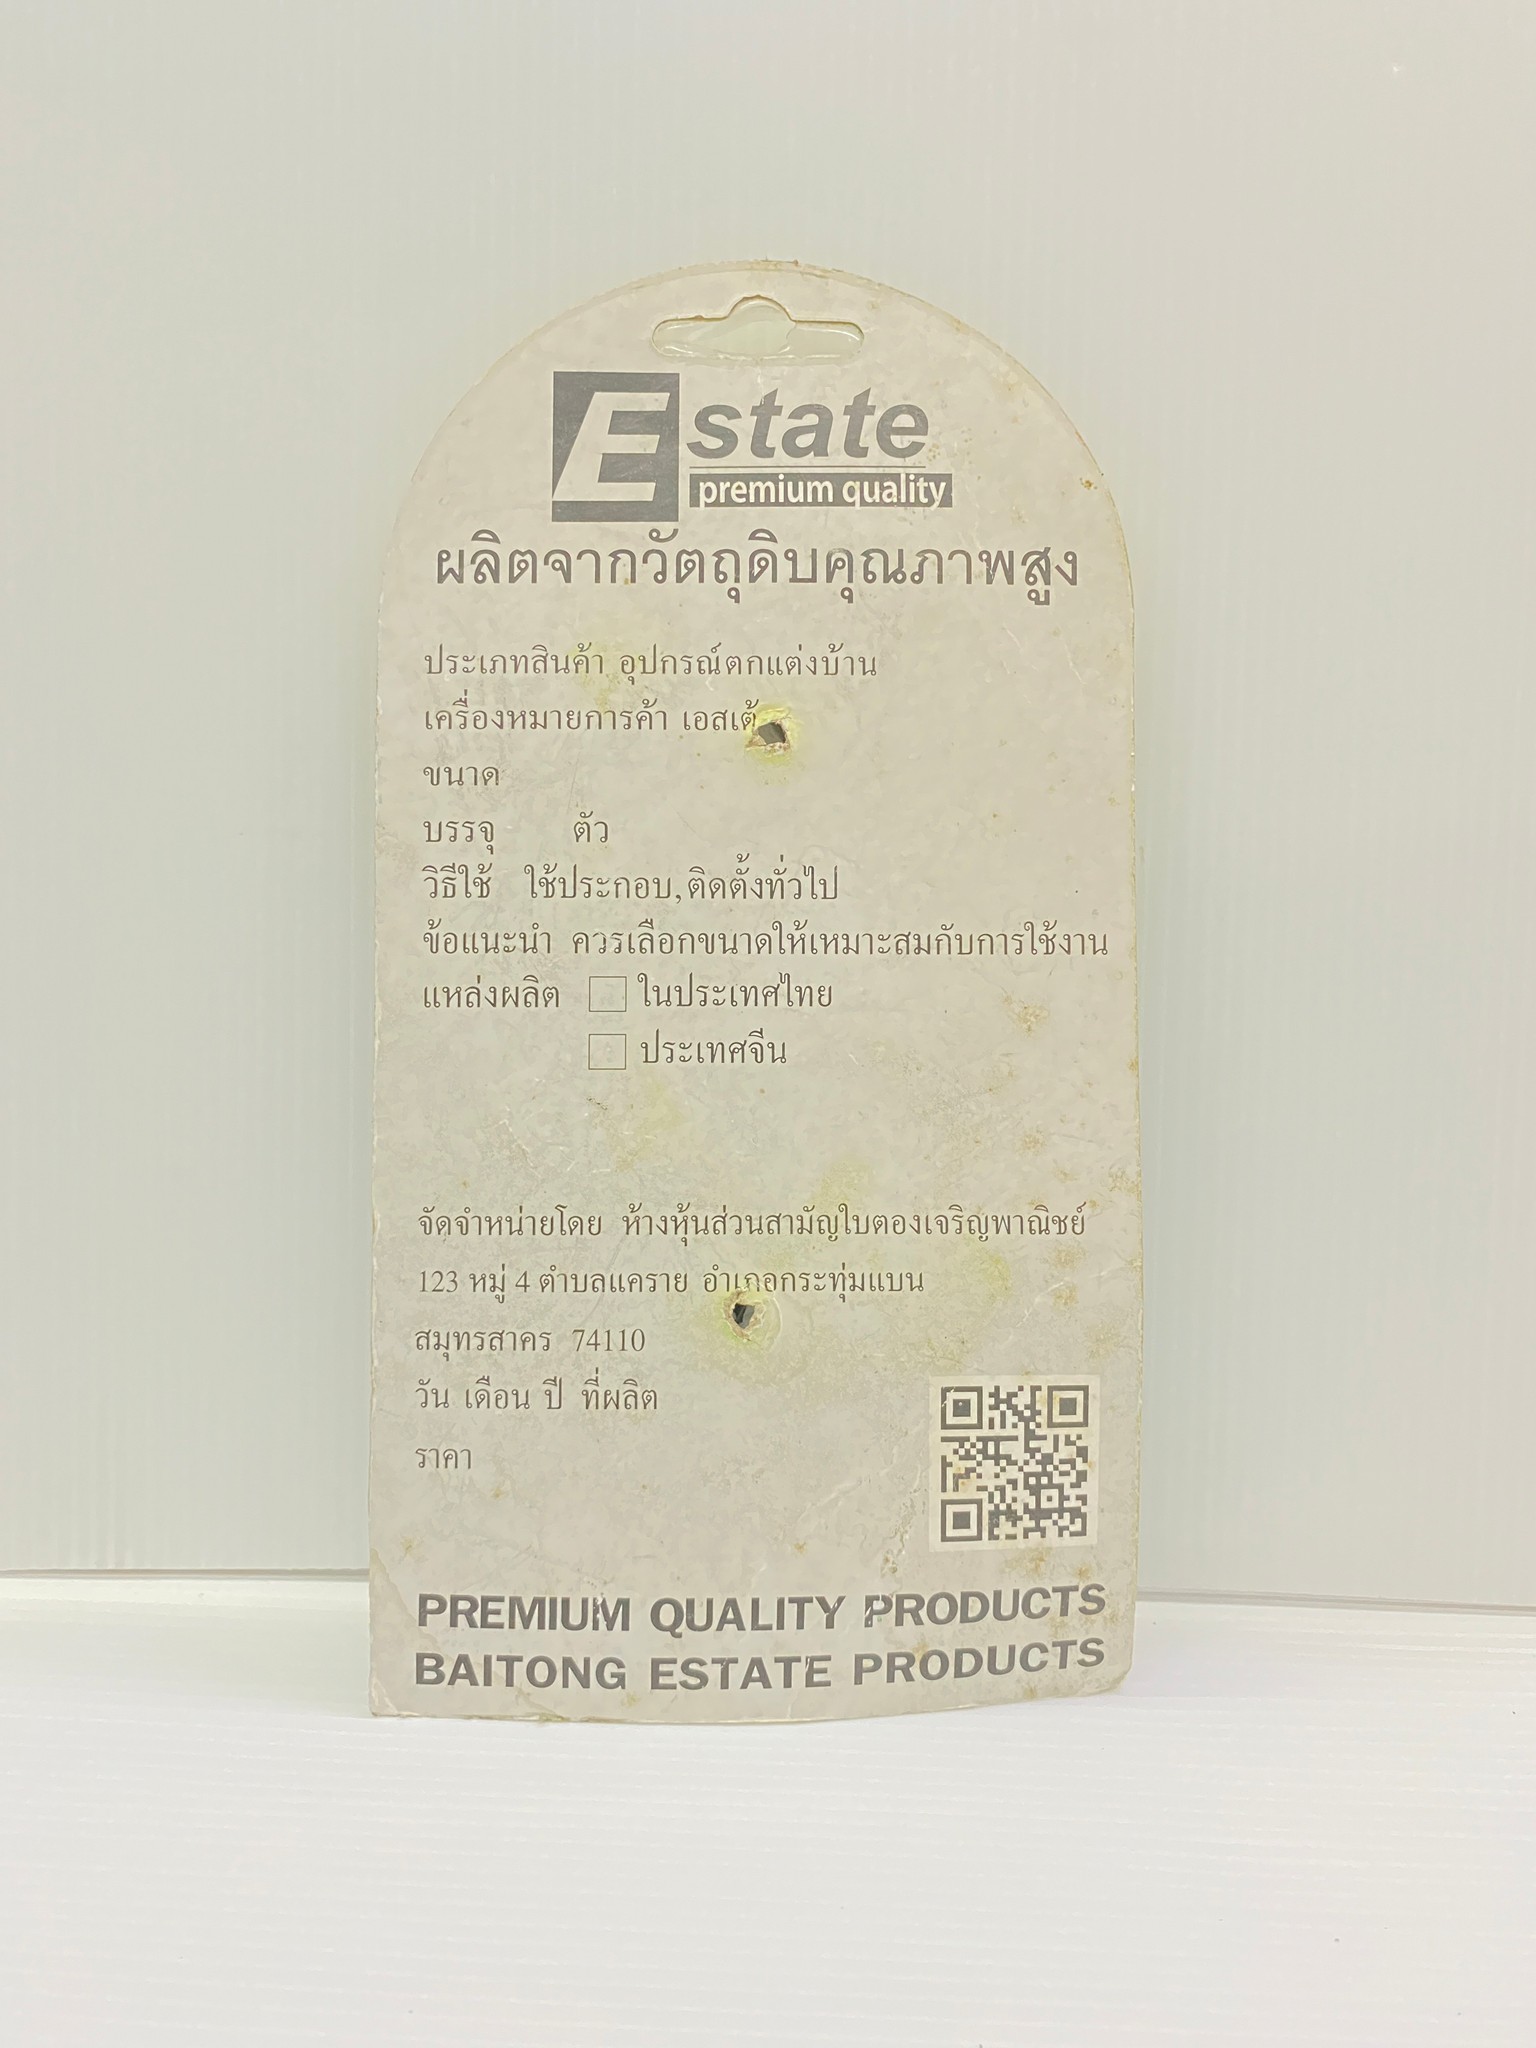 Estate
premium quality
ผลิตจากวัตถุดิบคุณภาพสูง
ประเภทสินค้า อุปกรณ์ตกแต่งบ้าน
เครื่องหมายการค้า
ขนาด
บรรจุ ตัว
วิธีใช้ ใช้ประกอบ,ติดตั้งทั่วไป
ข้อแนะนำ ควรเลือกขนาดให้เหมาะสมกับการใช้งาน
แหล่งผลิต ในประเทศไทย
ประเทศจีน
จัดจำหน่ายโดย ห้างหุ้นส่วนสามัญใบตองเจริญพาณิชย์
123 หมู่ 4 ตำบลแคราย อำเภอกระทุ่มแบน
สมุทรสาคร 74110
วัน เดือน ปี ที่ผลิต
ราคา
PREMIUM QUALITY PRODUCTS
BAITONG ESTATE PRODUCTS